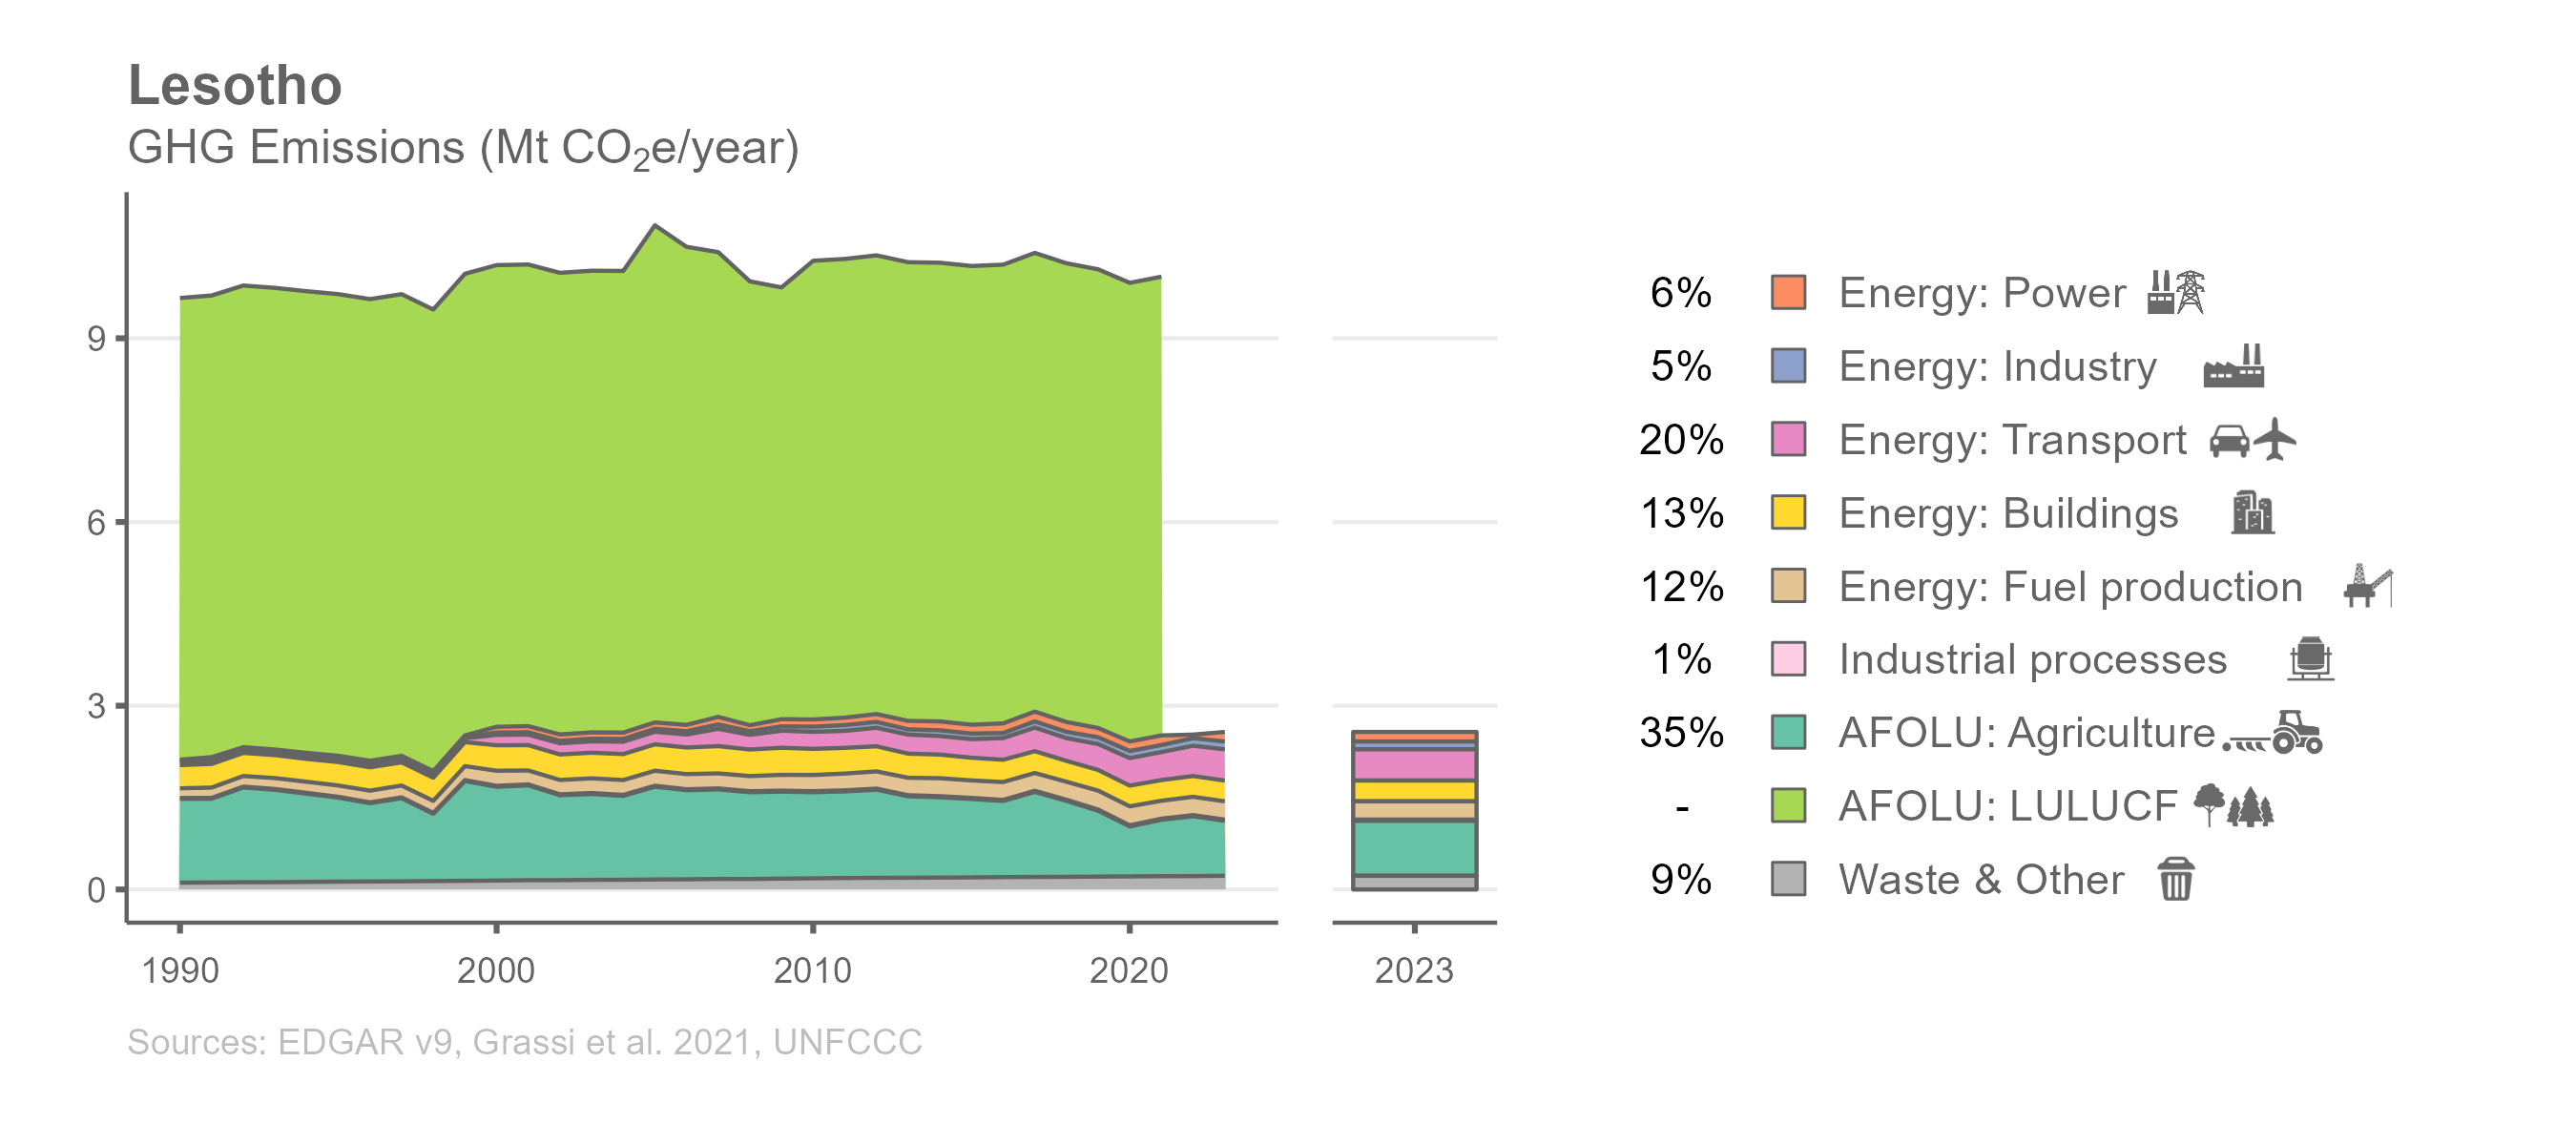 Lesotho
GHG Emissions (Mt CO₂e/year)
9
6
3
0
1990 2000 2010 2020 2023
6% Energy: Power
5% Energy: Industry
20% Energy: Transport
13% Energy: Buildings
12% Energy: Fuel production
1% Industrial processes
35% AFOLU: Agriculture
- AFOLU: LULUCF
9% Waste & Other
Sources: EDGAR v9, Grassi et al. 2021, UNFCCC